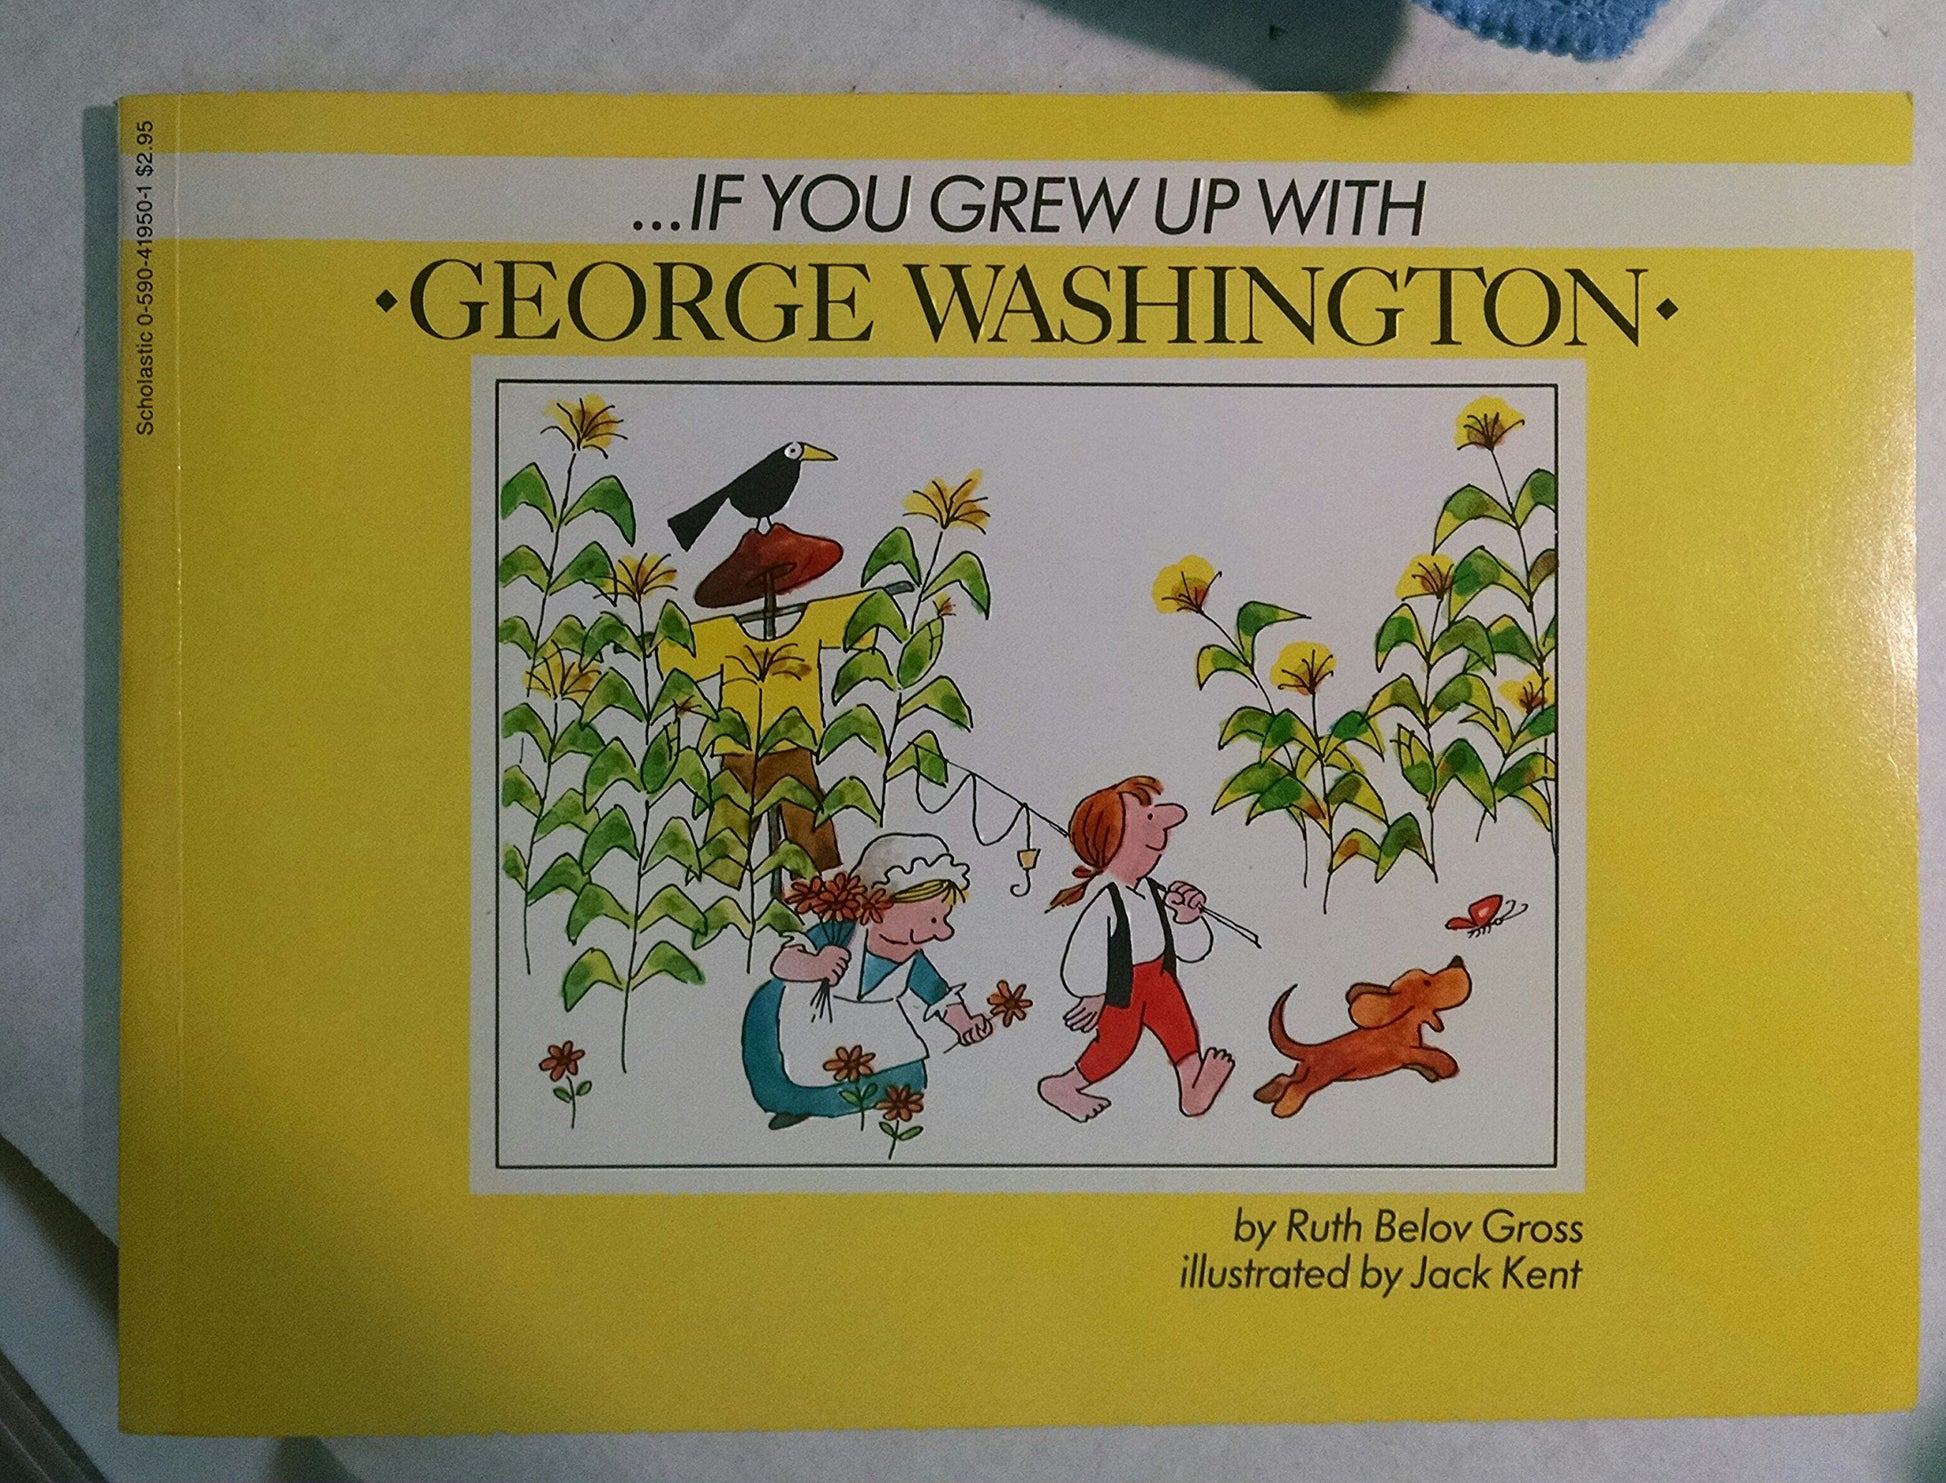 Scholastic 0-590-41950-1 $2.95
...IF YOU GREW UP WITH
•GEORGE WASHINGTON•
by Ruth Belov Gross
illustrated by Jack Kent